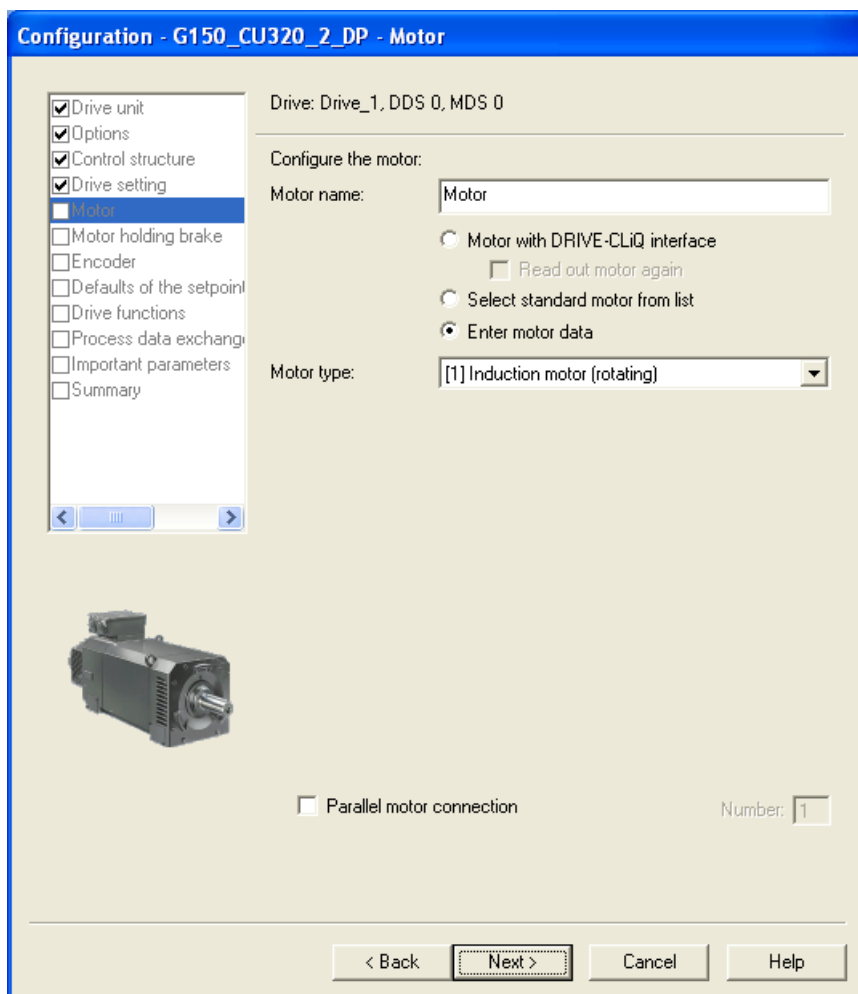 Configuration - G150_CU320_2_DP - Motor
Drive unit
Options
Control structure
Drive setting
Motor
Motor holding brake
Encoder
Defaults of the setpoint
Drive functions
Process data exchang
Important parameters
Summary
Drive: Drive_1, DDS 0, MDS 0
Configure the motor:
Motor name: Motor
Motor with DRIVE-CLiQ interface
Read out motor again
Select standard motor from list
Enter motor data
Motor type: [1] Induction motor (rotating)
Parallel motor connection Number: 1
< Back Next > Cancel Help